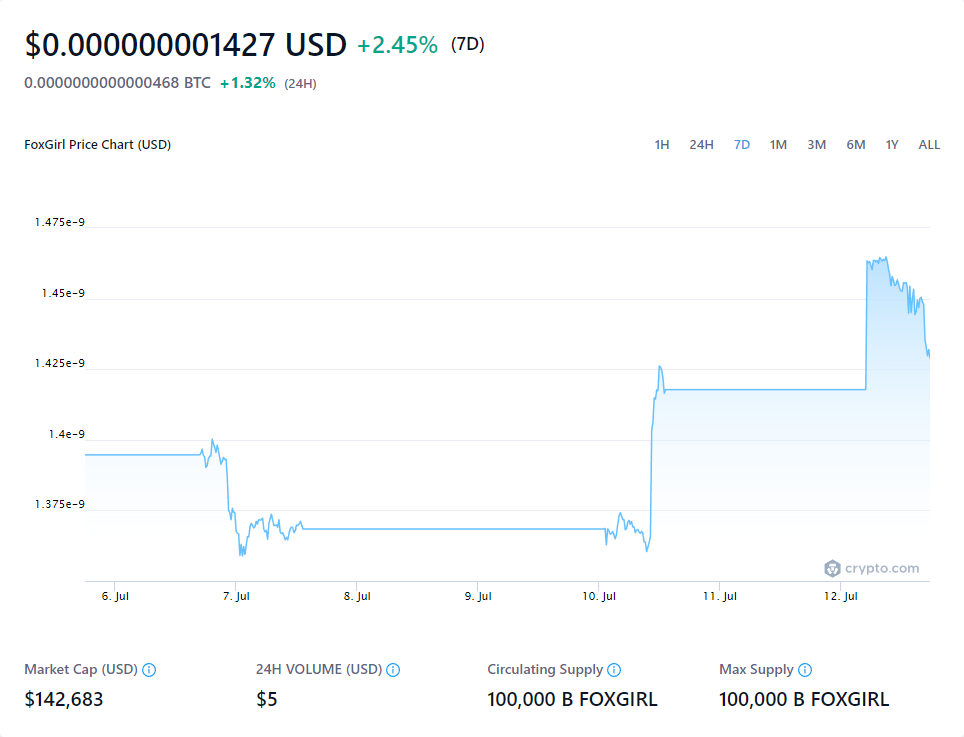 $0.000000001427 USD +2.45% (7D)
0.0000000000000468 BTC +1.32% (24H)
FoxGirl Price Chart (USD) 1H 24H 7D 1M 3M 6M 1Y ALL
1.475e-9
1.45e-9
1.425e-9
1.4e-9
1.375e-9
crypto.com
6. Jul 7. Jul 8. Jul 9. Jul 10. Jul 11. Jul 12. Jul
Market Cap (USD) 24H VOLUME (USD) Circulating Supply Max Supply
$142,683 $5 100,000 B FOXGIRL 100,000 B FOXGIRL